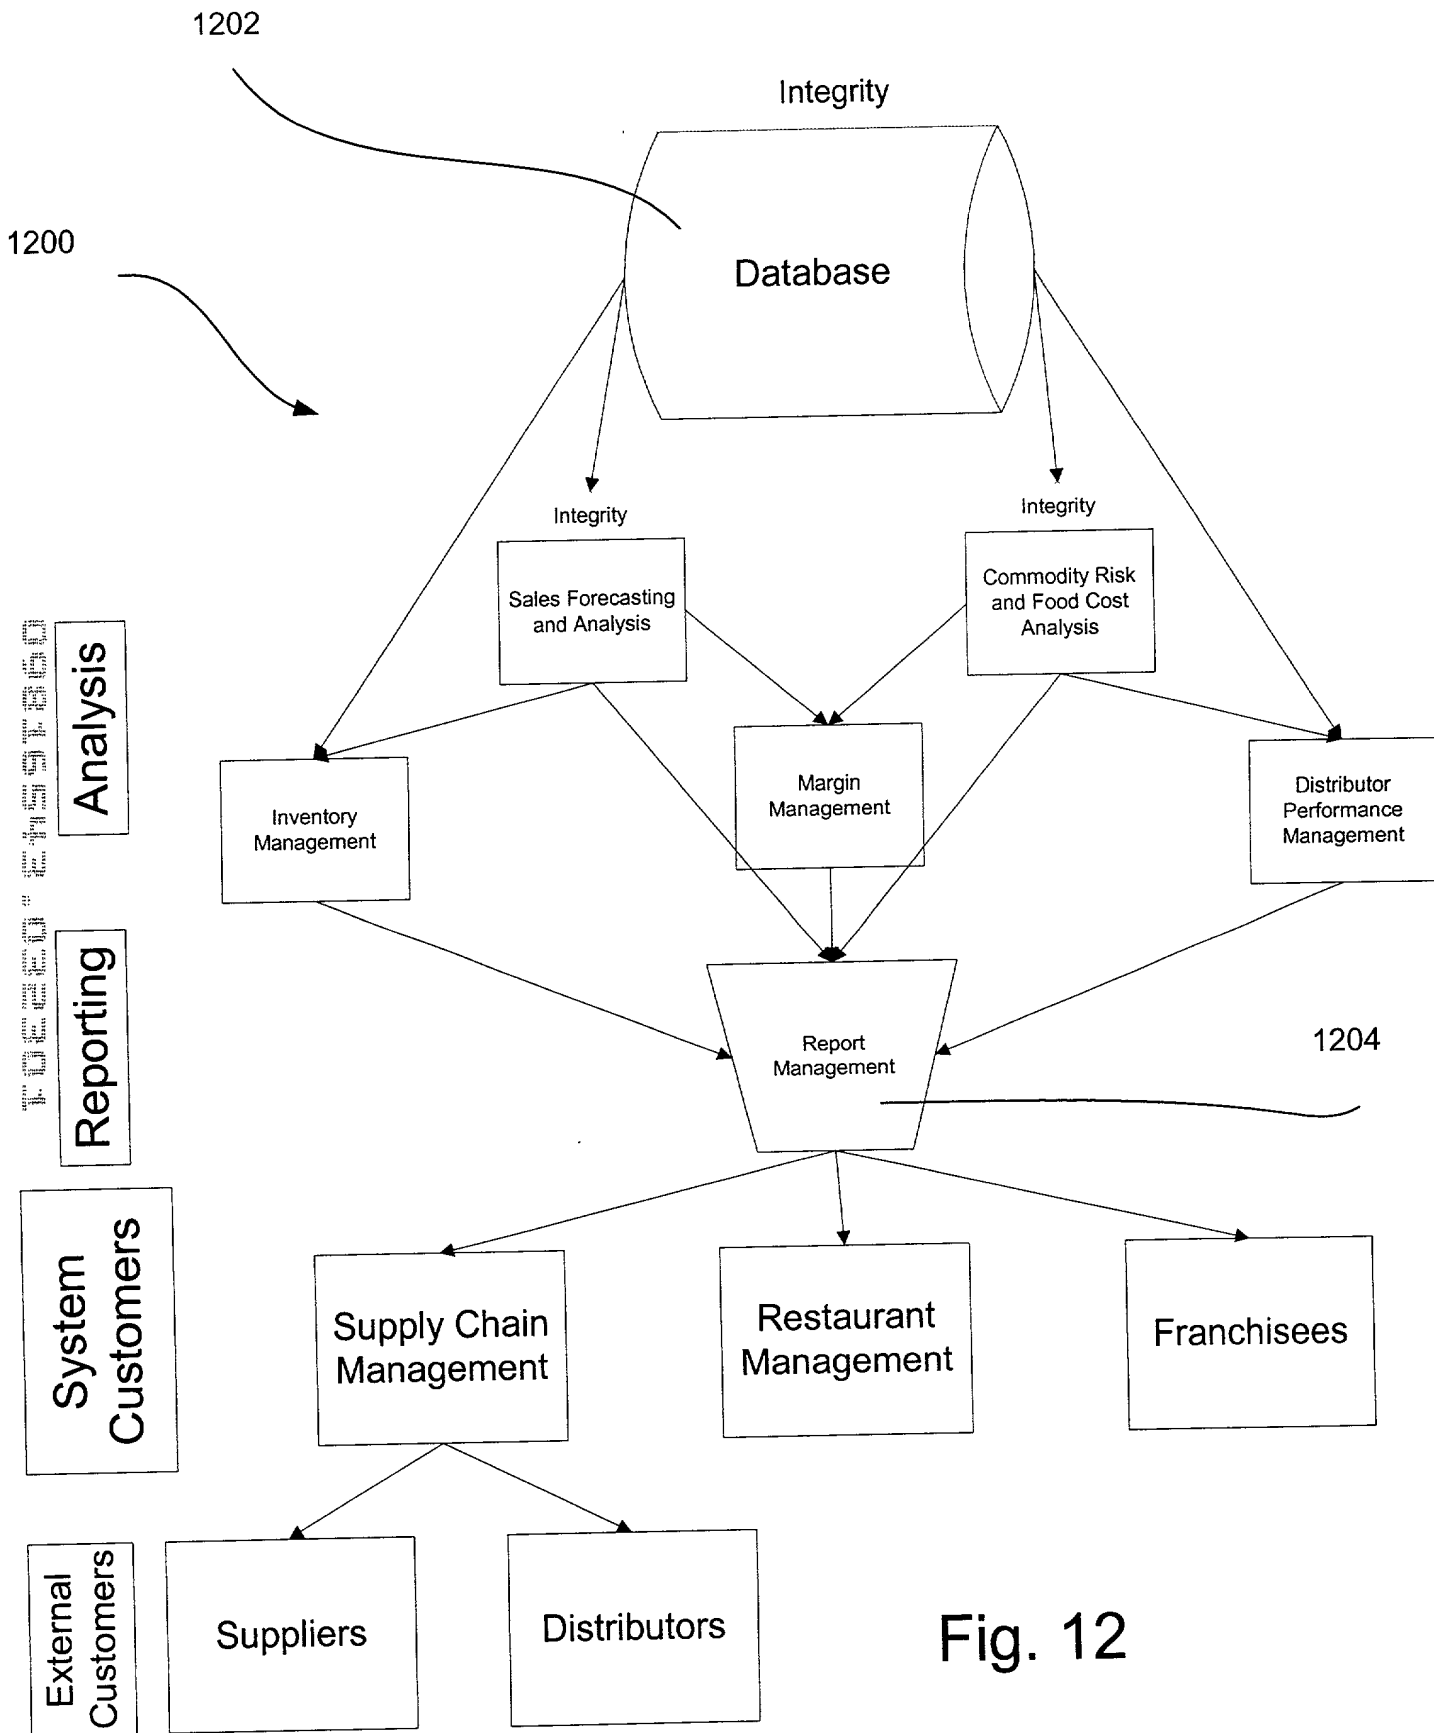 1202
Integrity
1200
Database
Integrity
Integrity
Sales Forecasting
and Analysis
Commodity Risk
and Food Cost
Analysis
Analysis
Inventory
Management
Margin
Management
Distributor
Performance
Management
Reporting
Report
Management
1204
System
Customers
Supply Chain
Management
Restaurant
Management
Franchisees
External
Customers
Suppliers
Distributors
Fig. 12